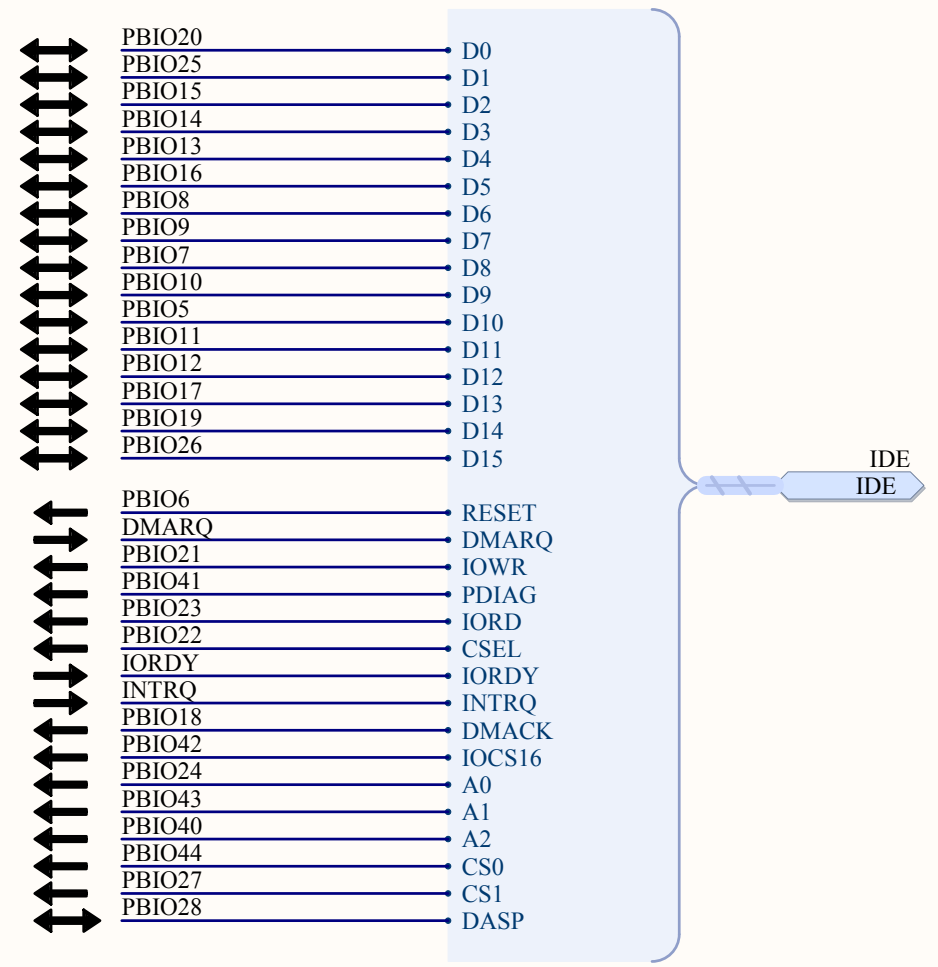 PBIO20 D0
PBIO25 D1
PBIO15 D2
PBIO14 D3
PBIO13 D4
PBIO16 D5
PBIO8 D6
PBIO9 D7
PBIO7 D8
PBIO10 D9
PBIO5 D10
PBIO11 D11
PBIO12 D12
PBIO17 D13
PBIO19 D14
PBIO26 D15
IDE
IDE
PBIO6 RESET
DMARQ DMARQ
PBIO21 IOWR
PBIO41 PDIAG
PBIO23 IORD
PBIO22 CSEL
IORDY IORDY
INTRQ INTRQ
PBIO18 DMACK
PBIO42 IOCS16
PBIO24 A0
PBIO43 A1
PBIO40 A2
PBIO44 CS0
PBIO27 CS1
PBIO28 DASP